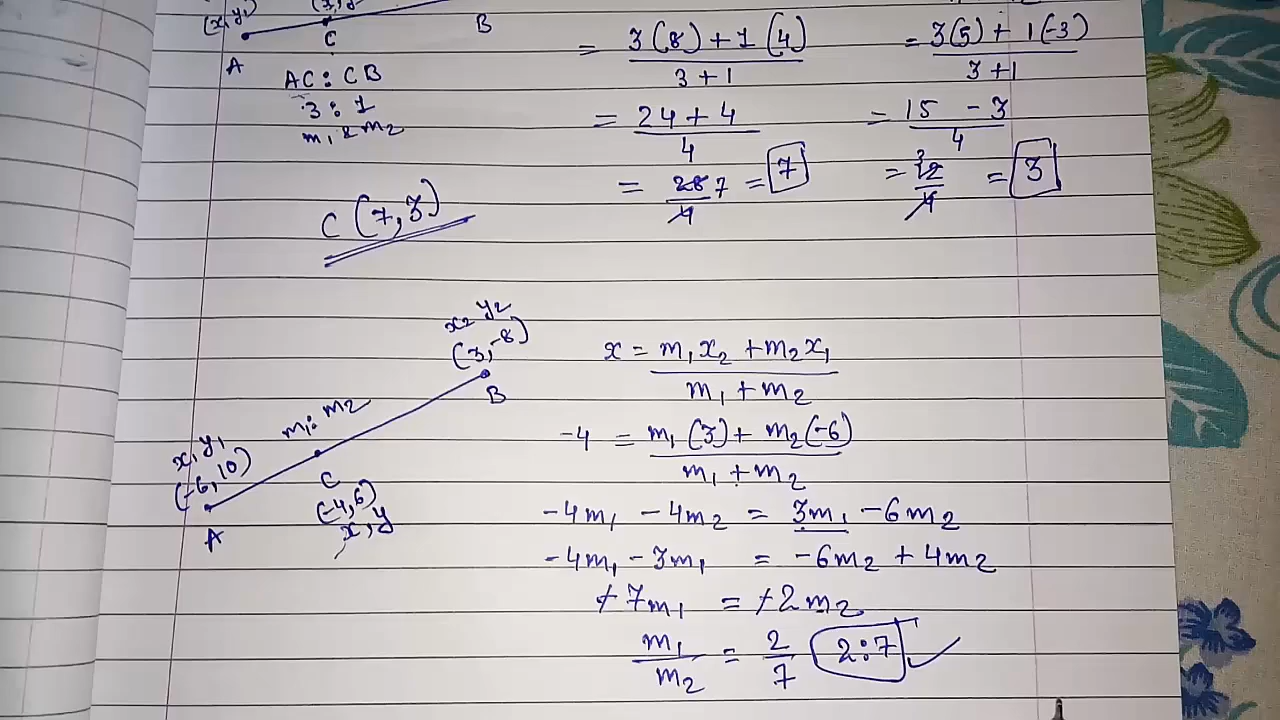 (x,y,)
A C B
AC : CB
3 : 1
m₁ & m₂
= 3(8) + 1(4) / 3+1
= 24 + 4 / 4
= 28 7 / 4 = 7
= 3(5) + 1(-3) / 3+1
= 15 - 3 / 4
= 12 3 / 4 = 3
C (7,3)
x₂ y₂
(3,-8)
B
m₁ : m₂
x₁ y₁
(-6,10)
A
C
(-4,6)
x, y
x = m₁x₂ + m₂x₁ / m₁ + m₂
-4 = m₁(3) + m₂(-6) / m₁ + m₂
-4m₁ - 4m₂ = 3m₁ - 6m₂
-4m₁ - 3m₁ = -6m₂ + 4m₂
+7m₁ = +2m₂
m₁ / m₂ = 2 / 7 2:7